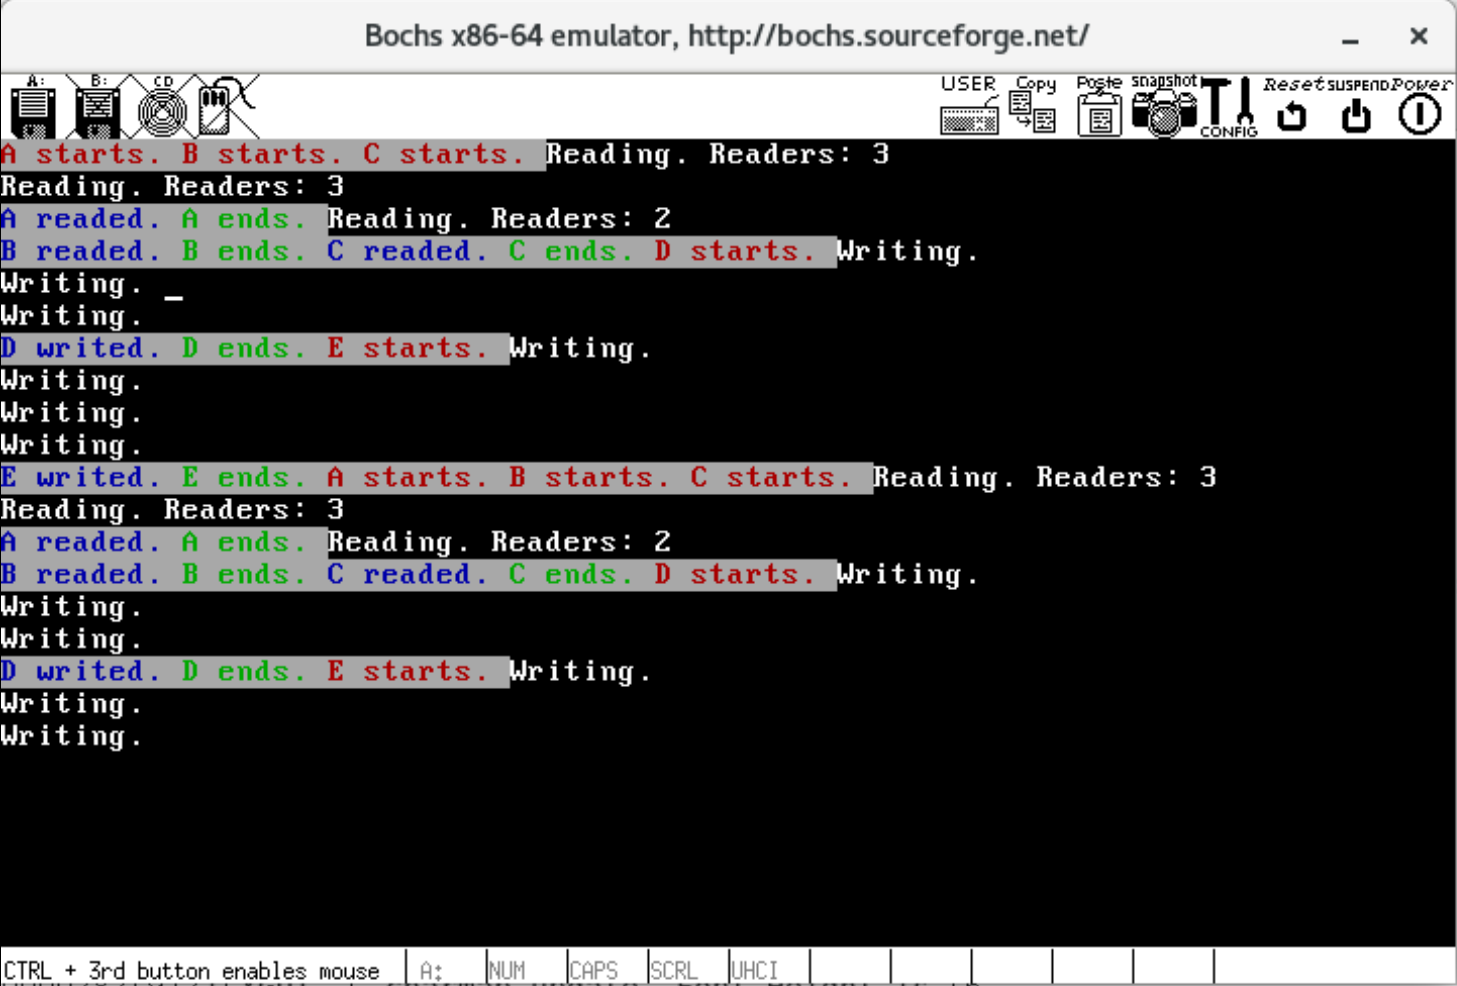 Bochs x86-64 emulator, http://bochs.sourceforge.net/
A: B: CD USER Copy Paste snapshot CONFIG Reset SUSPEND Power
A starts. B starts. C starts. Reading. Readers: 3
Reading. Readers: 3
A readed. A ends. Reading. Readers: 2
B readed. B ends. C readed. C ends. D starts. Writing.
Writing. _
Writing.
D writed. D ends. E starts. Writing.
Writing.
Writing.
Writing.
E writed. E ends. A starts. B starts. C starts. Reading. Readers: 3
Reading. Readers: 3
A readed. A ends. Reading. Readers: 2
B readed. B ends. C readed. C ends. D starts. Writing.
Writing.
Writing.
D writed. D ends. E starts. Writing.
Writing.
Writing.
CTRL + 3rd button enables mouse A: NUM CAPS SCRL UHCI